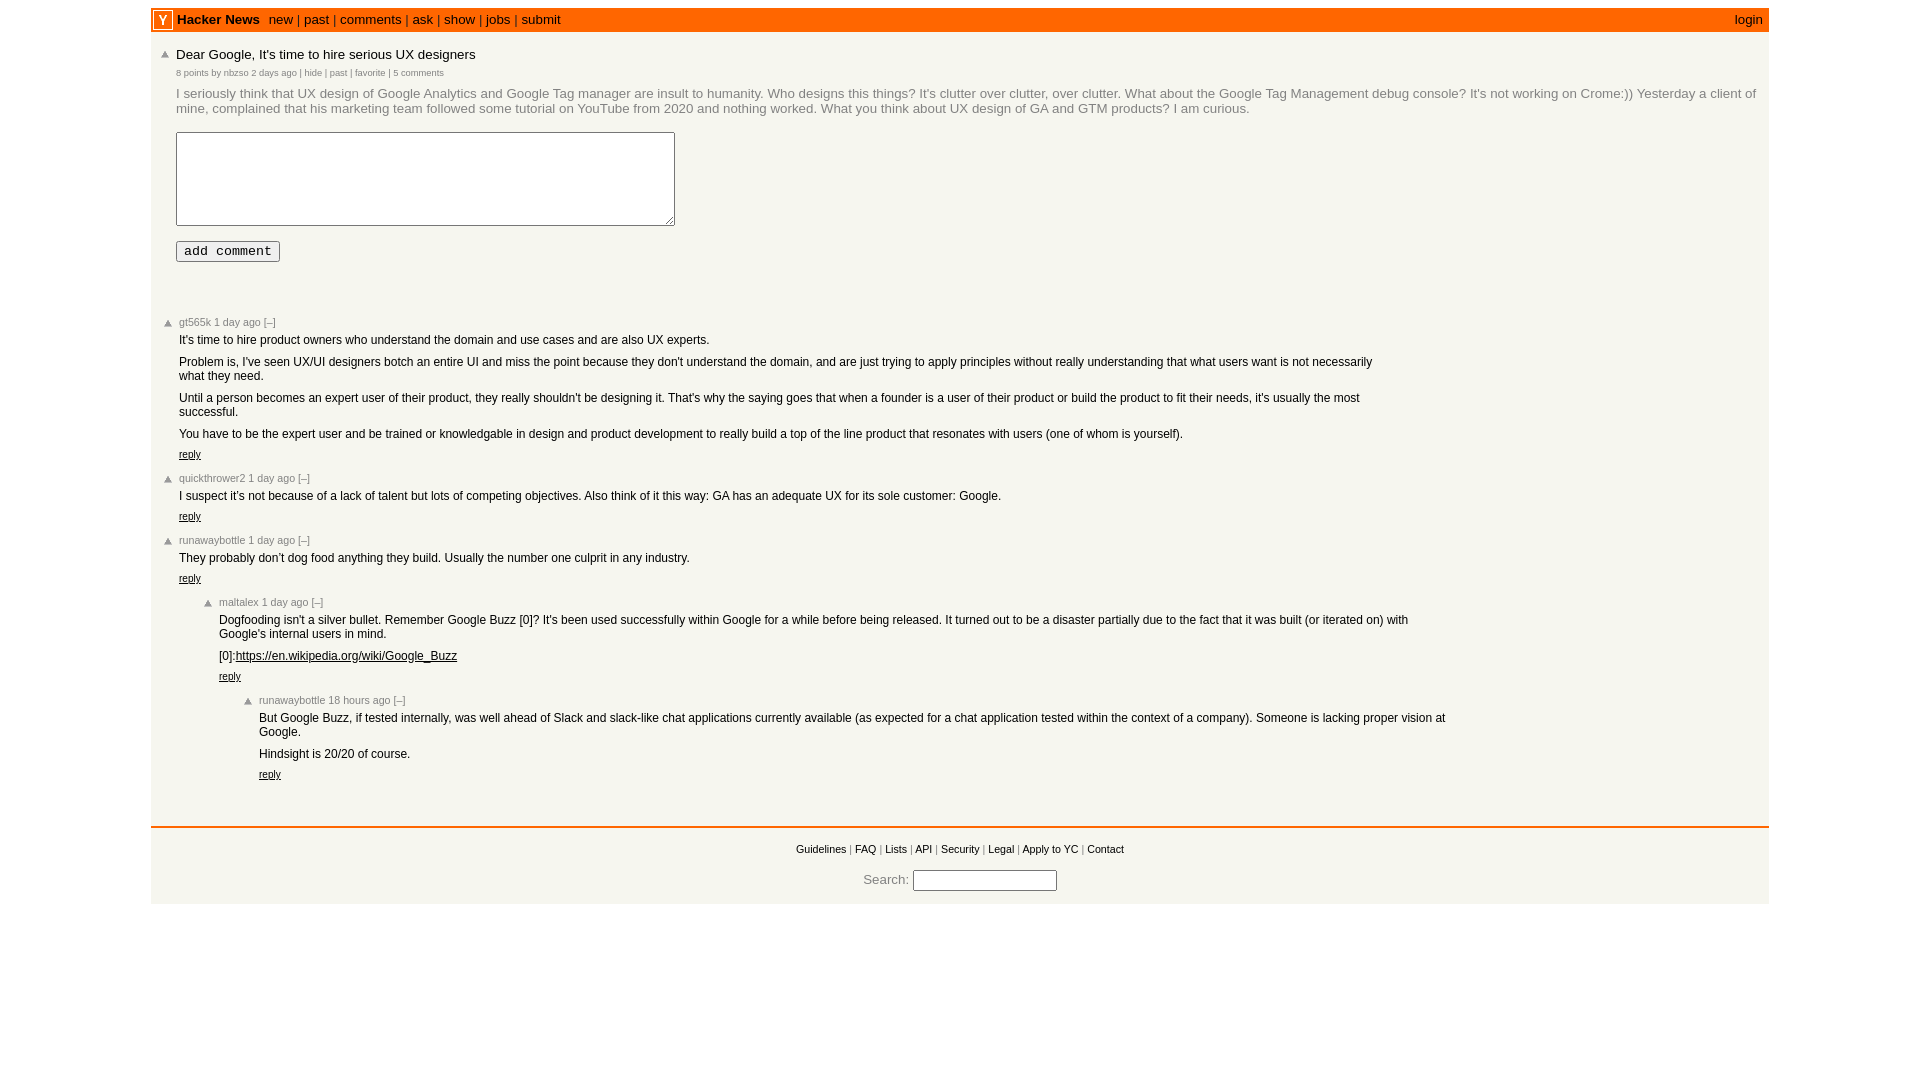 Y Hacker News new | past | comments | ask | show | jobs | submit login
Dear Google, It's time to hire serious UX designers
8 points by nbzso 2 days ago | hide | past | favorite | 5 comments
I seriously think that UX design of Google Analytics and Google Tag manager are insult to humanity. Who designs this things? It's clutter over clutter, over clutter. What about the Google Tag Management debug console? It's not working on Crome:)) Yesterday a client of
mine, complained that his marketing team followed some tutorial on YouTube from 2020 and nothing worked. What you think about UX design of GA and GTM products? I am curious.
add comment
gt565k 1 day ago [–]
It's time to hire product owners who understand the domain and use cases and are also UX experts.
Problem is, I've seen UX/UI designers botch an entire UI and miss the point because they don't understand the domain, and are just trying to apply principles without really understanding that what users want is not necessarily
what they need.
Until a person becomes an expert user of their product, they really shouldn't be designing it. That's why the saying goes that when a founder is a user of their product or build the product to fit their needs, it's usually the most
successful.
You have to be the expert user and be trained or knowledgable in design and product development to really build a top of the line product that resonates with users (one of whom is yourself).
reply
quickthrower2 1 day ago [–]
I suspect it’s not because of a lack of talent but lots of competing objectives. Also think of it this way: GA has an adequate UX for its sole customer: Google.
reply
runawaybottle 1 day ago [–]
They probably don’t dog food anything they build. Usually the number one culprit in any industry.
reply
maltalex 1 day ago [–]
Dogfooding isn't a silver bullet. Remember Google Buzz [0]? It's been used successfully within Google for a while before being released. It turned out to be a disaster partially due to the fact that it was built (or iterated on) with
Google's internal users in mind.
[0]:https://en.wikipedia.org/wiki/Google_Buzz
reply
runawaybottle 18 hours ago [–]
But Google Buzz, if tested internally, was well ahead of Slack and slack-like chat applications currently available (as expected for a chat application tested within the context of a company). Someone is lacking proper vision at
Google.
Hindsight is 20/20 of course.
reply
Guidelines | FAQ | Lists | API | Security | Legal | Apply to YC | Contact
Search: